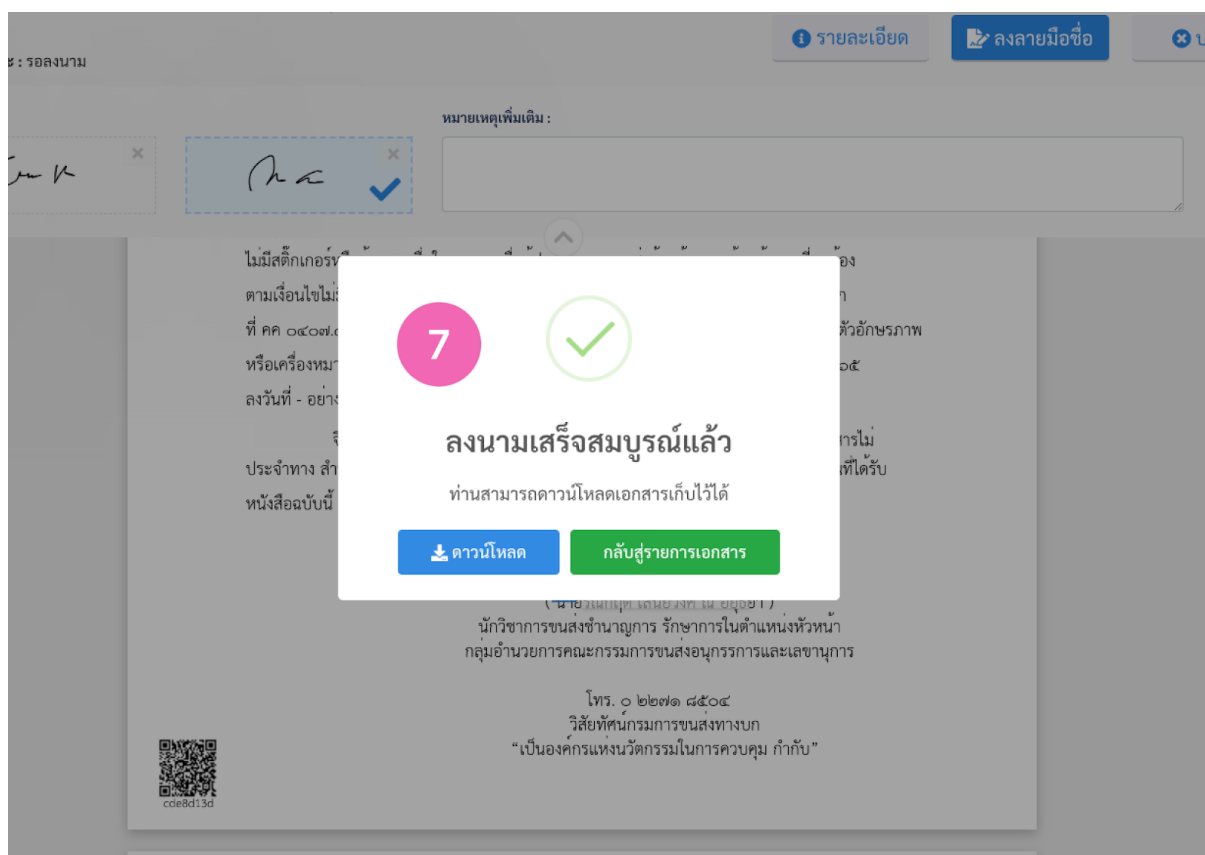 รายละเอียด
ลงลายมือชื่อ
ะ : รอลงนาม
หมายเหตุเพิ่มเติม :
ไม่มีสติ๊กเกอร์
ตามเงื่อนไขไม่
ที่ คค ๐๔๐๗.
ตัวอักษรภาพ
หรือเครื่องหมา
๐๕
ลงวันที่ - อย่าง
7
ลงนามเสร็จสมบูรณ์แล้ว
ประจำทาง สำ
ท่านสามารถดาวน์โหลดเอกสารเก็บไว้ได้
หนังสือฉบับนี้
ดาวน์โหลด
กลับสู่รายการเอกสาร
นักวิชาการขนส่งชำนาญการ รักษาการในตำแหน่งหัวหน้า
กลุ่มอำนวยการคณะกรรมการขนส่งอนุกรรการและเลขานุการ
โทร. ๐ ๒๒๗๑ ๘๕๐๔
วิสัยทัศน์กรมการขนส่งทางบก
“เป็นองค์กรแห่งนวัตกรรมในการควบคุม กำกับ”
cde8d13d